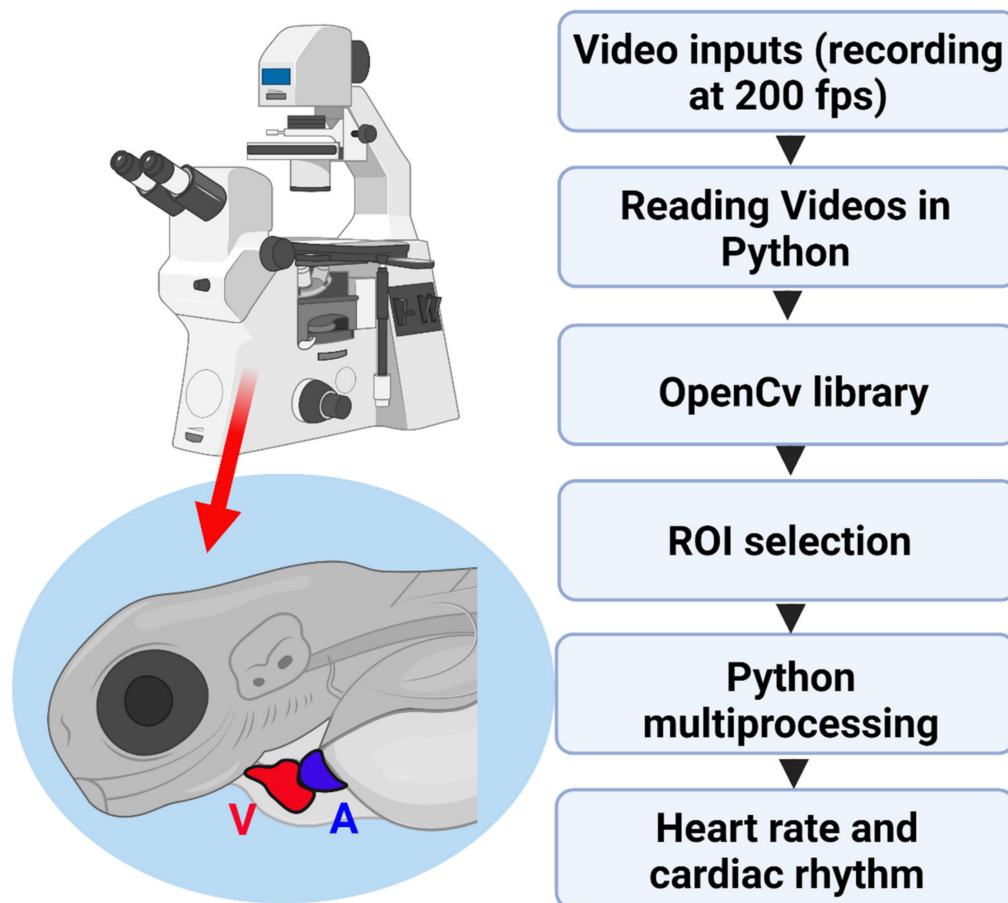 Video inputs (recording
at 200 fps)
Reading Videos in
Python
OpenCv library
ROI selection
Python
multiprocessing
Heart rate and
cardiac rhythm
V
A